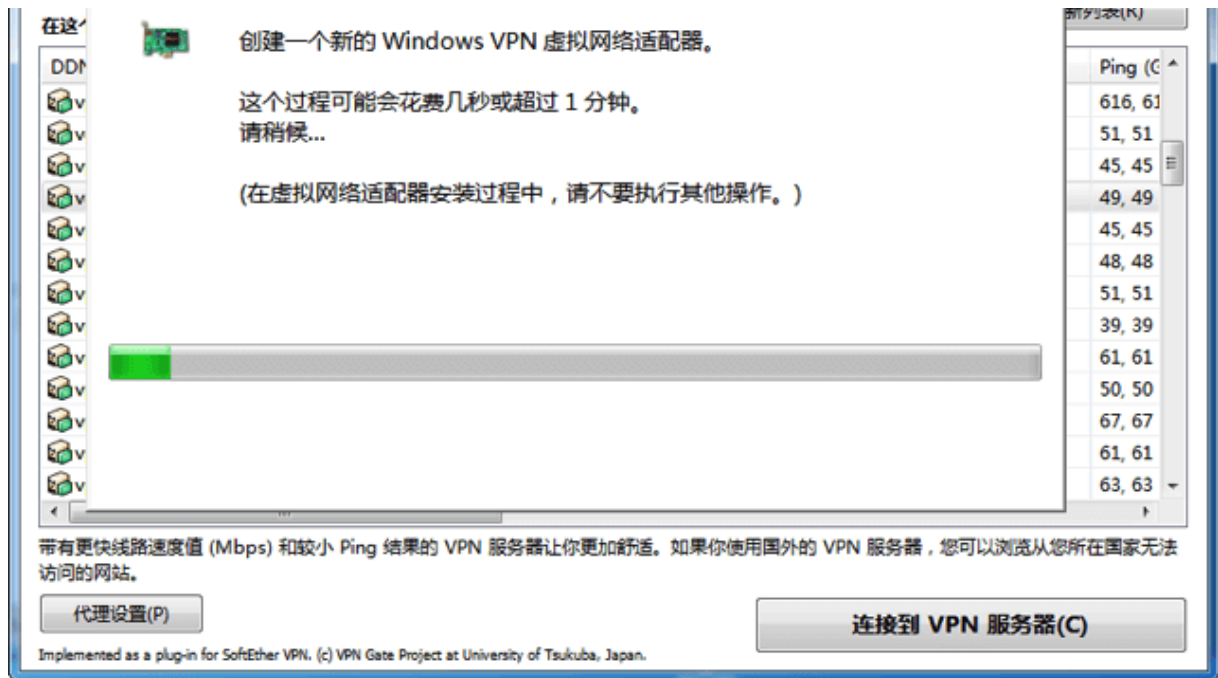 在这
新列表(R)
创建一个新的 Windows VPN 虚拟网络适配器。
DDN
Ping (G
这个过程可能会花费几秒或超过 1 分钟。
请稍候...
(在虚拟网络适配器安装过程中，请不要执行其他操作。)
v
616, 61
v
51, 51
v
45, 45
v
49, 49
v
45, 45
v
48, 48
v
51, 51
v
39, 39
v
61, 61
v
50, 50
v
67, 67
v
61, 61
v
63, 63
带有更快线路速度值 (Mbps) 和较小 Ping 结果的 VPN 服务器让你更加舒适。如果你使用国外的 VPN 服务器，您可以浏览从您所在国家无法
访问的网站。
代理设置(P)
连接到 VPN 服务器(C)
Implemented as a plug-in for SoftEther VPN. (c) VPN Gate Project at University of Tsukuba, Japan.